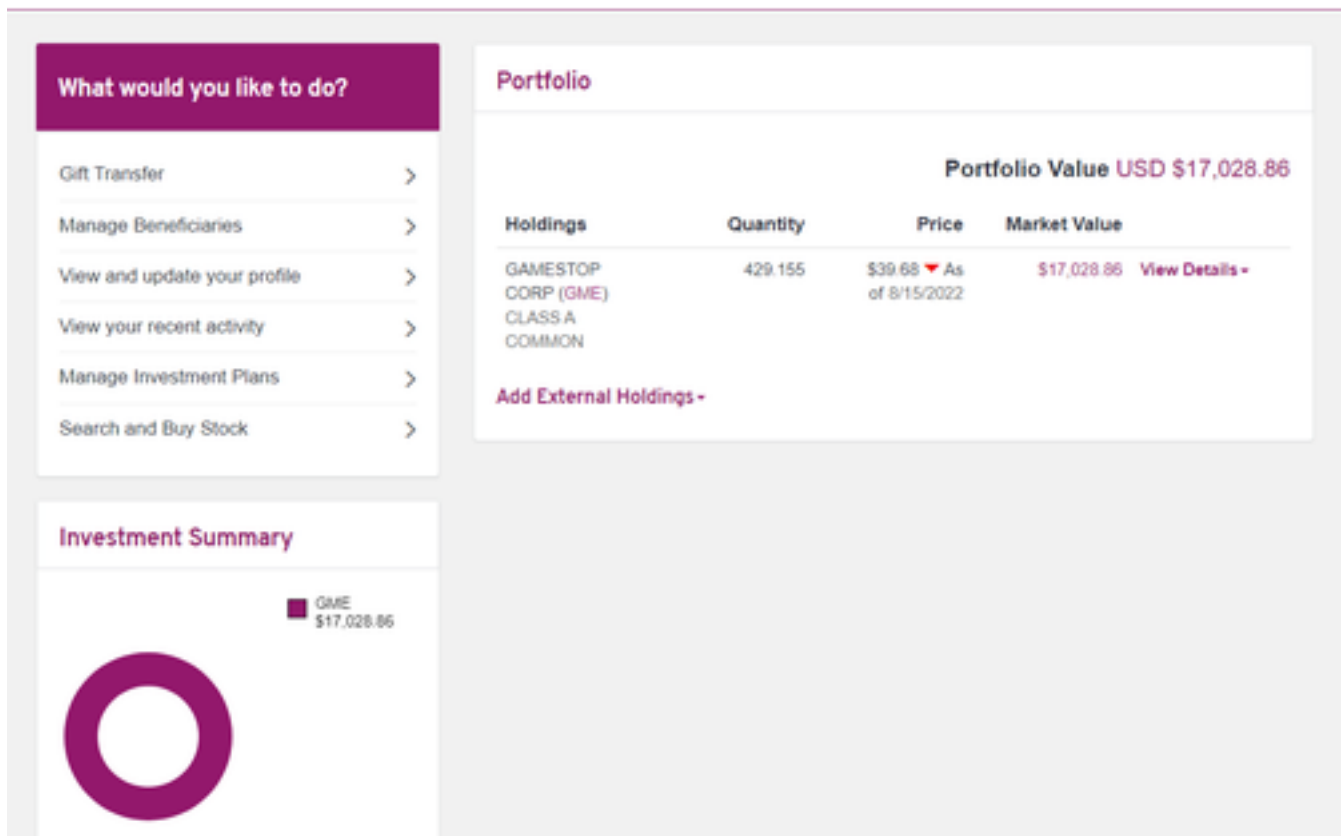 What would you like to do?
Gift Transfer
Manage Beneficiaries
View and update your profile
View your recent activity
Manage Investment Plans
Search and Buy Stock
Portfolio
Portfolio Value USD $17,028.86
Holdings Quantity Price Market Value
GAMESTOP 429.155 $39.68 ▼ As $17,028.86 View Details
CORP (GME) of 8/15/2022
CLASS A
COMMON
Add External Holdings
Investment Summary
GME
$17,028.86